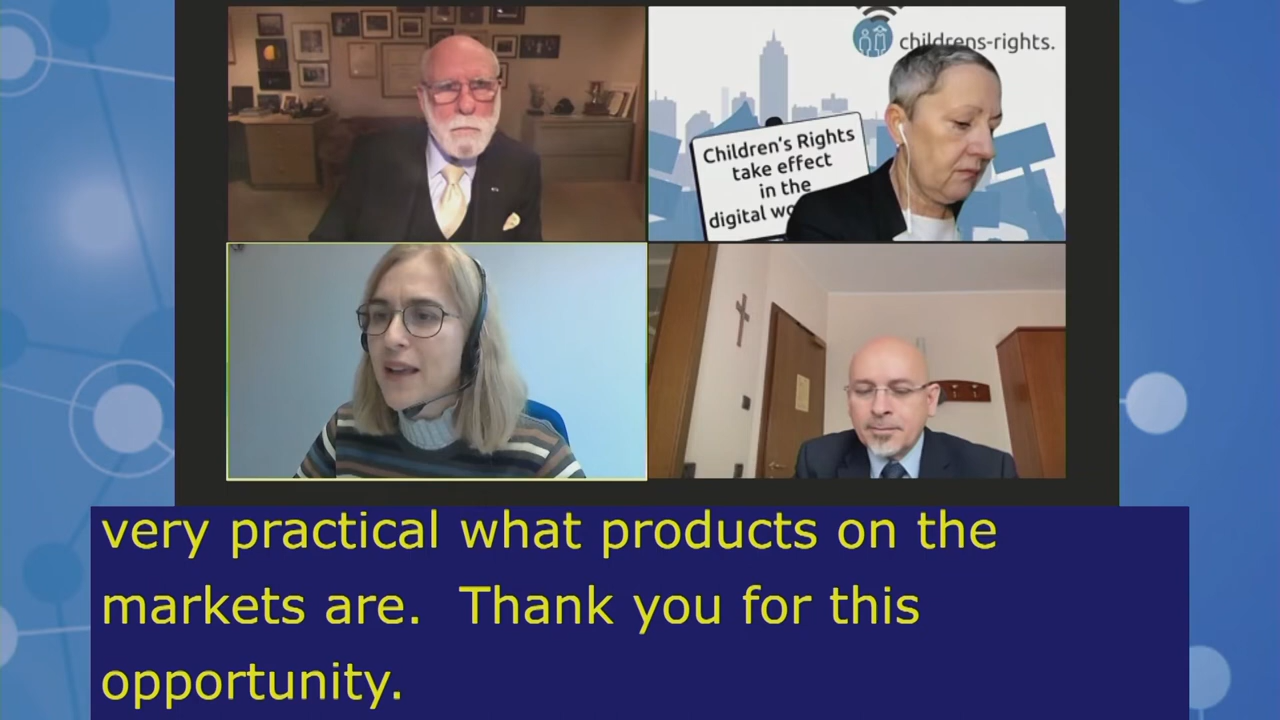 childrens-rights.
Children's Rights
take effect
in the
digital wo
very practical what products on the
markets are.  Thank you for this
opportunity.